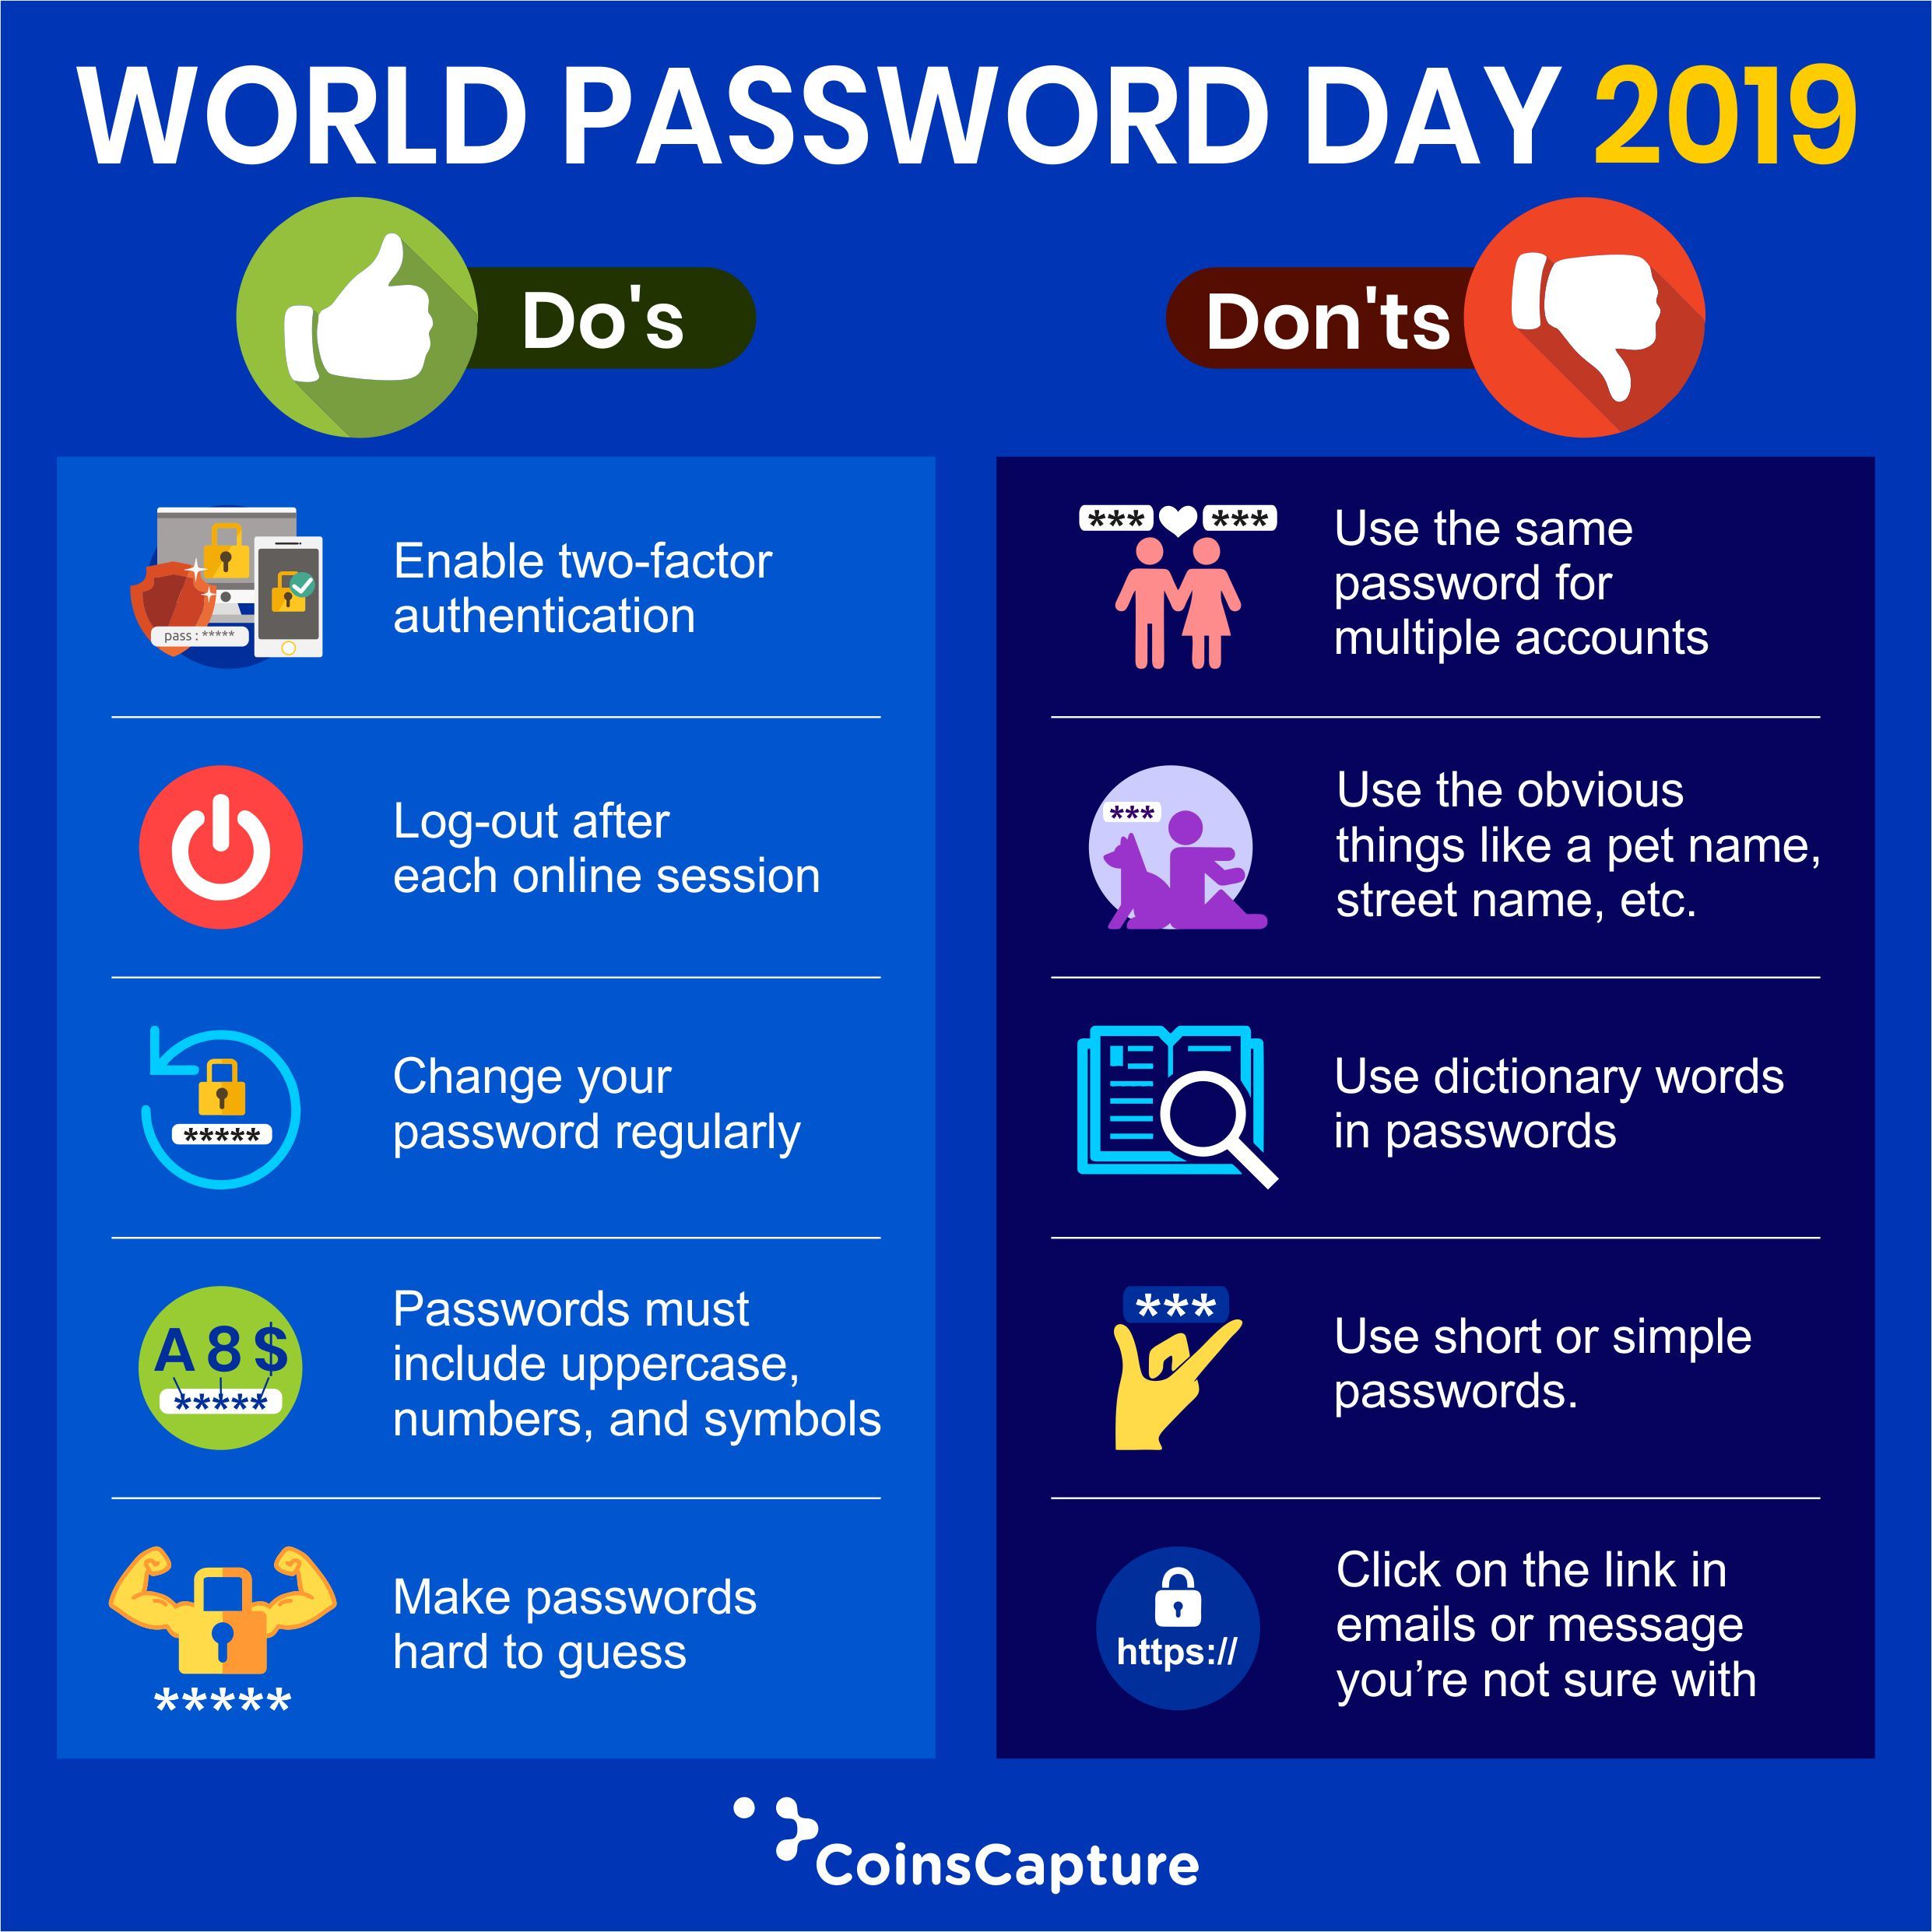 WORLD PASSWORD DAY 2019
Do's
pass : *****
Enable two-factor
authentication
Log-out after
each online session
Change your
password regularly
*****
A 8 $
*****
Passwords must
include uppercase,
numbers, and symbols
Make passwords
hard to guess
*****
Don'ts
*** ***
Use the same
password for
multiple accounts
***
Use the obvious
things like a pet name,
street name, etc.
Use dictionary words
in passwords
***
Use short or simple
passwords.
https://
Click on the link in
emails or message
you’re not sure with
CoinsCapture